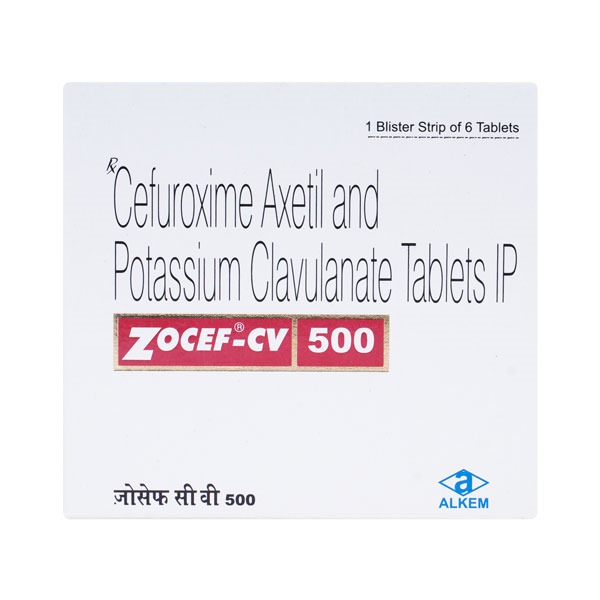 1 Blister Strip of 6 Tablets
℞ Cefuroxime Axetil and
Potassium Clavulanate Tablets IP
ZOCEF®-CV 500
ज़ोसेफ सी वी 500
a
ALKEM